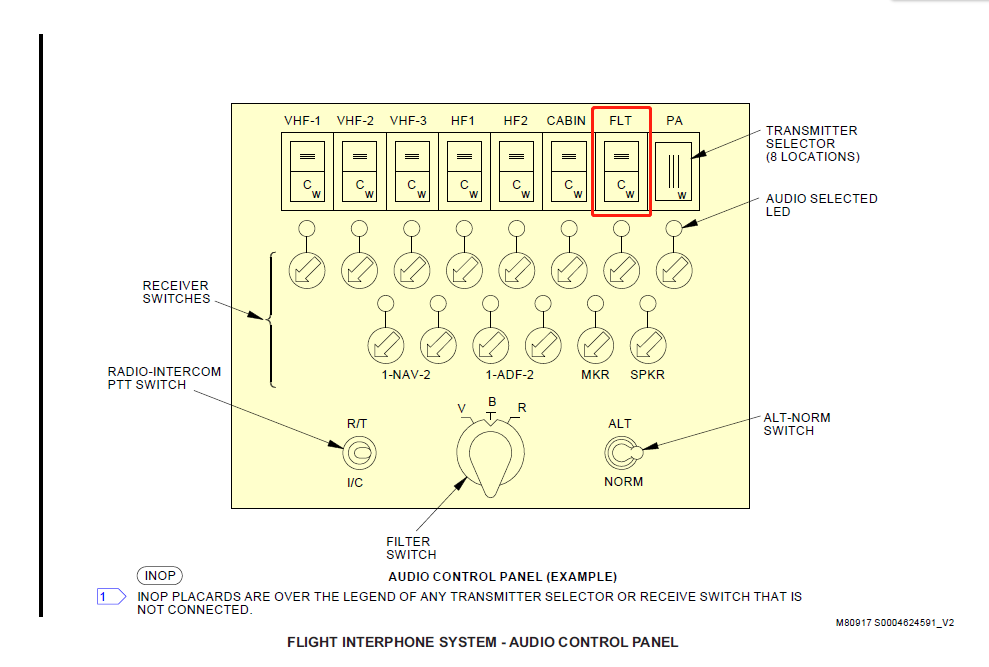 VHF-1 VHF-2 VHF-3 HF1 HF2 CABIN FLT PA
C W C W C W C W C W C W C W W
TRANSMITTER
SELECTOR
(8 LOCATIONS)
AUDIO SELECTED
LED
RECEIVER
SWITCHES
1-NAV-2 1-ADF-2 MKR SPKR
RADIO-INTERCOM
PTT SWITCH
V B R
R/T ALT
I/C NORM
ALT-NORM
SWITCH
FILTER
SWITCH
INOP
AUDIO CONTROL PANEL (EXAMPLE)
1 INOP PLACARDS ARE OVER THE LEGEND OF ANY TRANSMITTER SELECTOR OR RECEIVE SWITCH THAT IS
NOT CONNECTED.
M80917 S0004624591_V2
FLIGHT INTERPHONE SYSTEM - AUDIO CONTROL PANEL